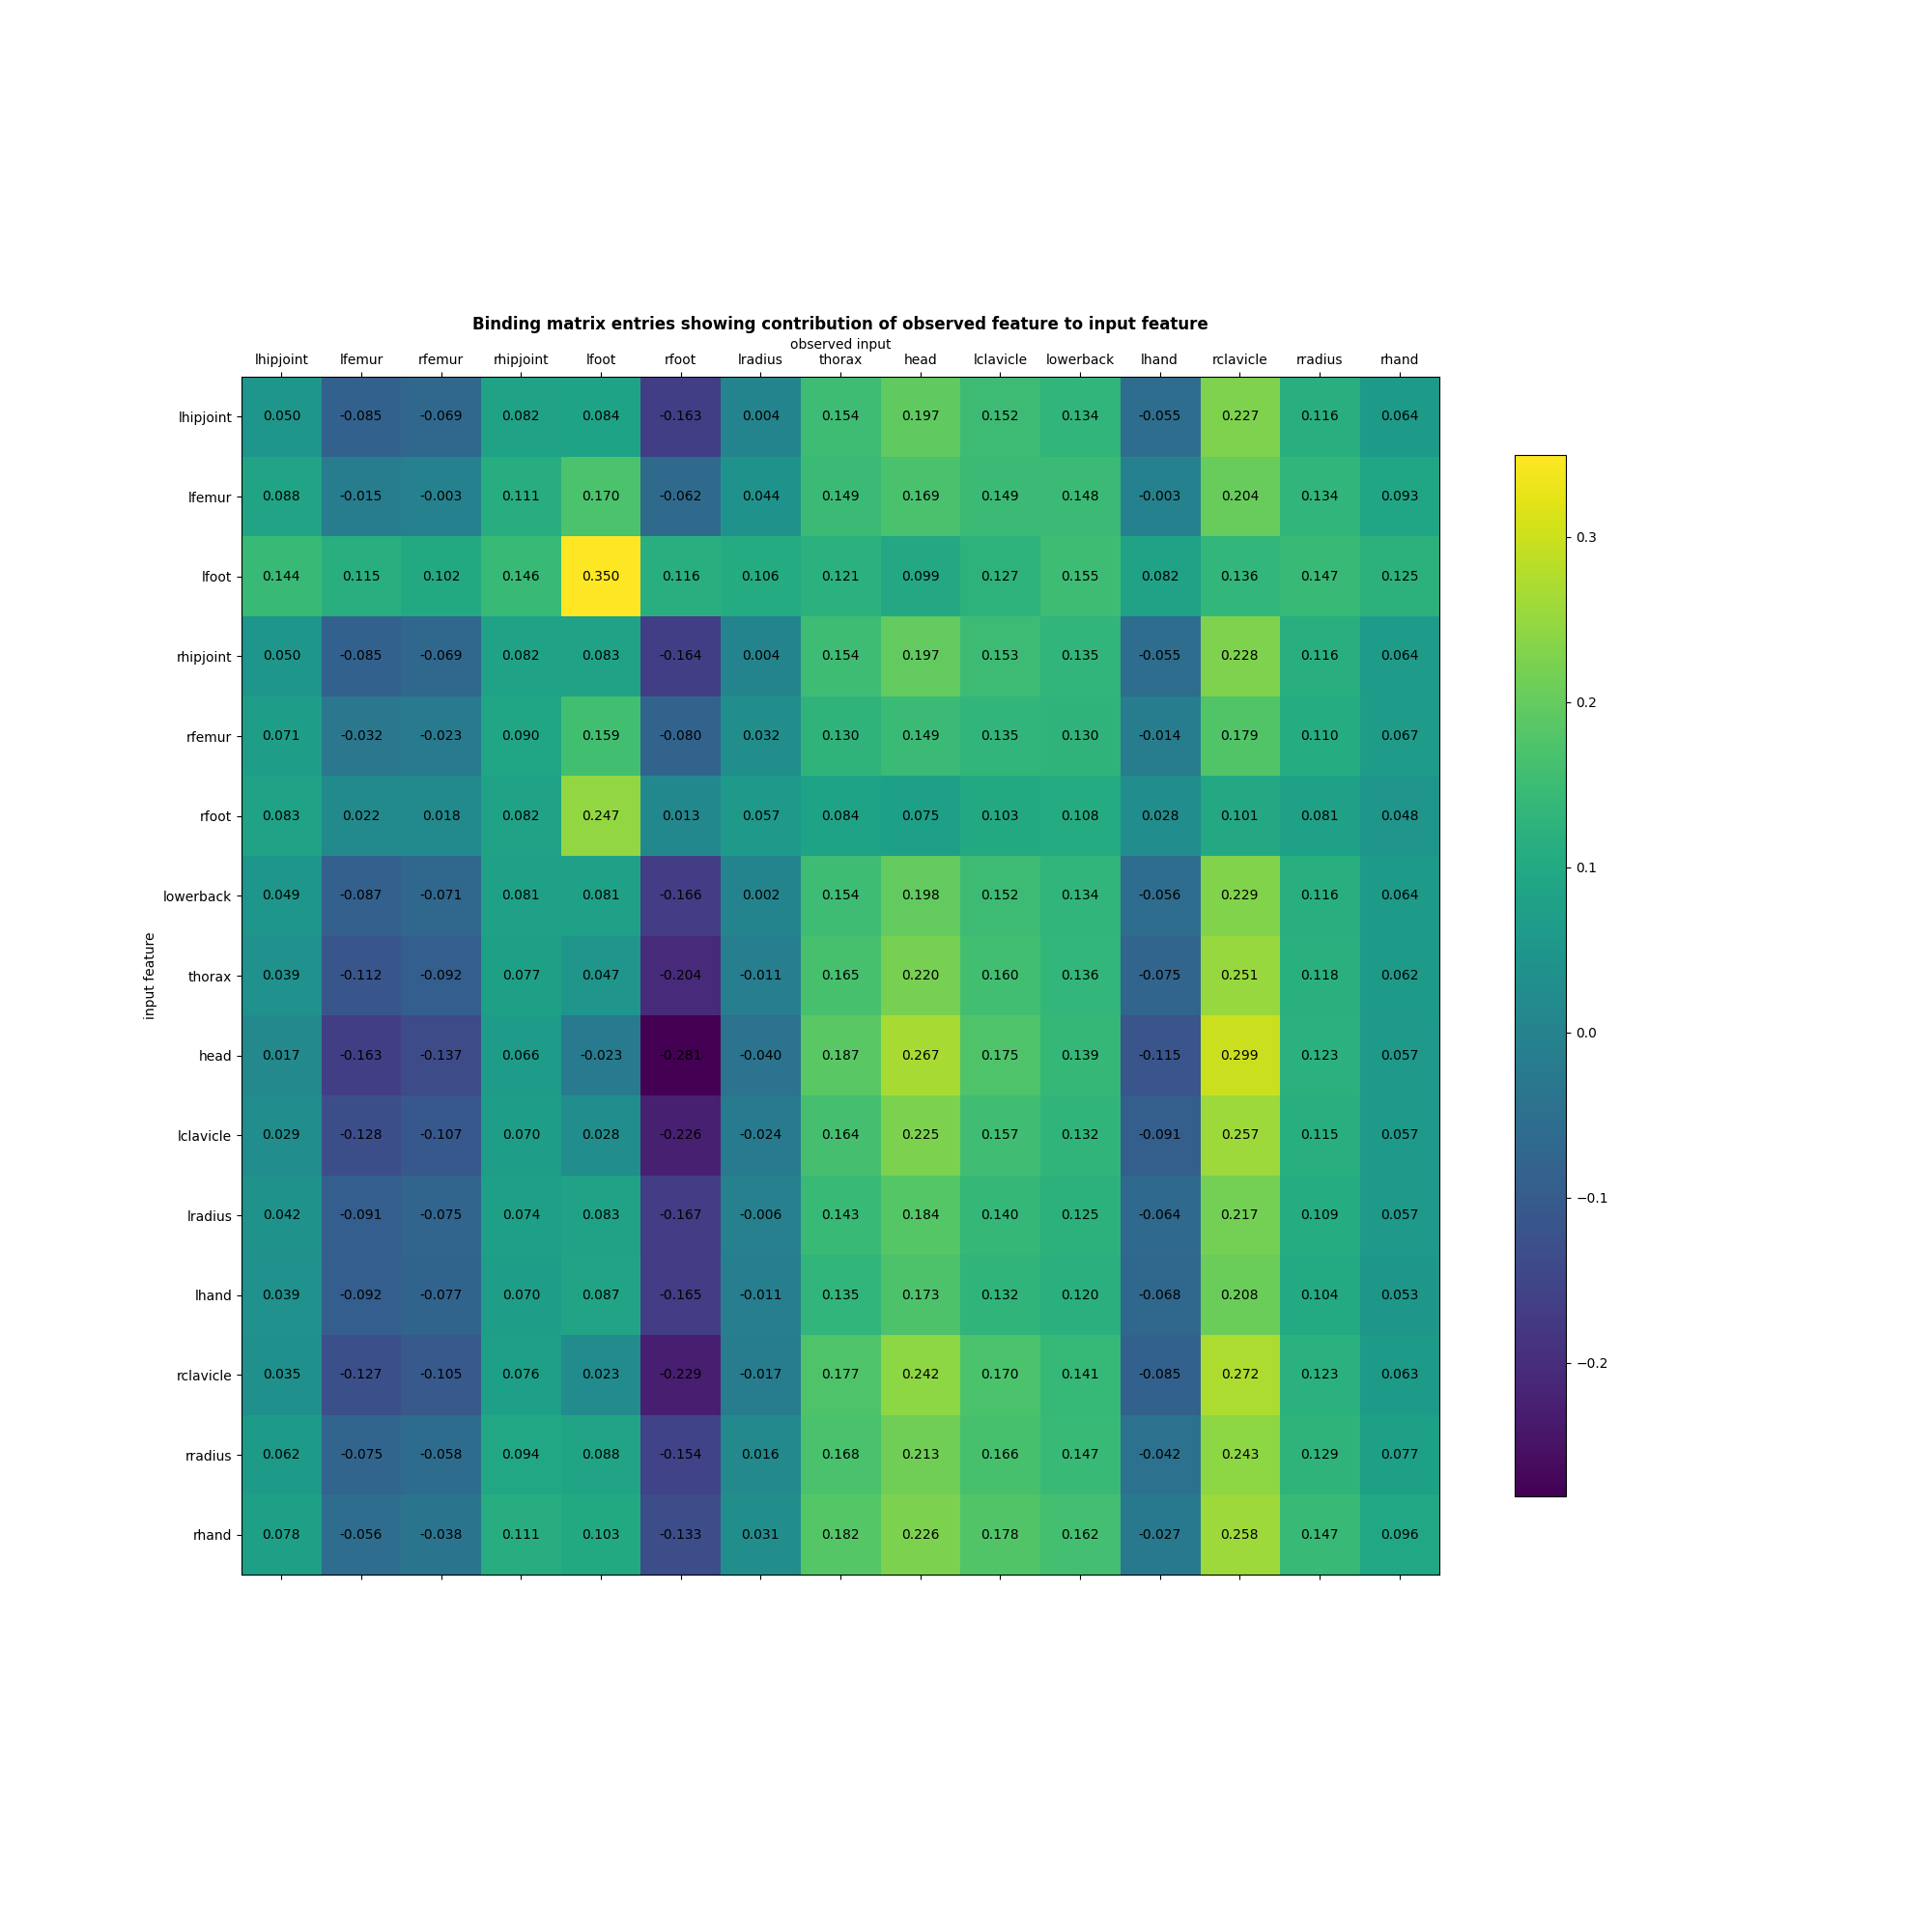 Binding matrix entries showing contribution of observed feature to input feature
observed input
lhipjoint lfemur rfemur rhipjoint lfoot rfoot lradius thorax head lclavicle lowerback lhand rclavicle rradius rhand
lhipjoint 0.050 -0.085 -0.069 0.082 0.084 -0.163 0.004 0.154 0.197 0.152 0.134 -0.055 0.227 0.116 0.064
lfemur 0.088 -0.015 -0.003 0.111 0.170 -0.062 0.044 0.149 0.169 0.149 0.148 -0.003 0.204 0.134 0.093
lfoot 0.144 0.115 0.102 0.146 0.350 0.116 0.106 0.121 0.099 0.127 0.155 0.082 0.136 0.147 0.125
rhipjoint 0.050 -0.085 -0.069 0.082 0.083 -0.164 0.004 0.154 0.197 0.153 0.135 -0.055 0.228 0.116 0.064
rfemur 0.071 -0.032 -0.023 0.090 0.159 -0.080 0.032 0.130 0.149 0.135 0.130 -0.014 0.179 0.110 0.067
rfoot 0.083 0.022 0.018 0.082 0.247 0.013 0.057 0.084 0.075 0.103 0.108 0.028 0.101 0.081 0.048
lowerback 0.049 -0.087 -0.071 0.081 0.081 -0.166 0.002 0.154 0.198 0.152 0.134 -0.056 0.229 0.116 0.064
thorax 0.039 -0.112 -0.092 0.077 0.047 -0.204 -0.011 0.165 0.220 0.160 0.136 -0.075 0.251 0.118 0.062
head 0.017 -0.163 -0.137 0.066 -0.023 -0.281 -0.040 0.187 0.267 0.175 0.139 -0.115 0.299 0.123 0.057
lclavicle 0.029 -0.128 -0.107 0.070 0.028 -0.226 -0.024 0.164 0.225 0.157 0.132 -0.091 0.257 0.115 0.057
lradius 0.042 -0.091 -0.075 0.074 0.083 -0.167 -0.006 0.143 0.184 0.140 0.125 -0.064 0.217 0.109 0.057
lhand 0.039 -0.092 -0.077 0.070 0.087 -0.165 -0.011 0.135 0.173 0.132 0.120 -0.068 0.208 0.104 0.053
rclavicle 0.035 -0.127 -0.105 0.076 0.023 -0.229 -0.017 0.177 0.242 0.170 0.141 -0.085 0.272 0.123 0.063
rradius 0.062 -0.075 -0.058 0.094 0.088 -0.154 0.016 0.168 0.213 0.166 0.147 -0.042 0.243 0.129 0.077
rhand 0.078 -0.056 -0.038 0.111 0.103 -0.133 0.031 0.182 0.226 0.178 0.162 -0.027 0.258 0.147 0.096
input feature
0.3
0.2
0.1
0.0
−0.1
−0.2